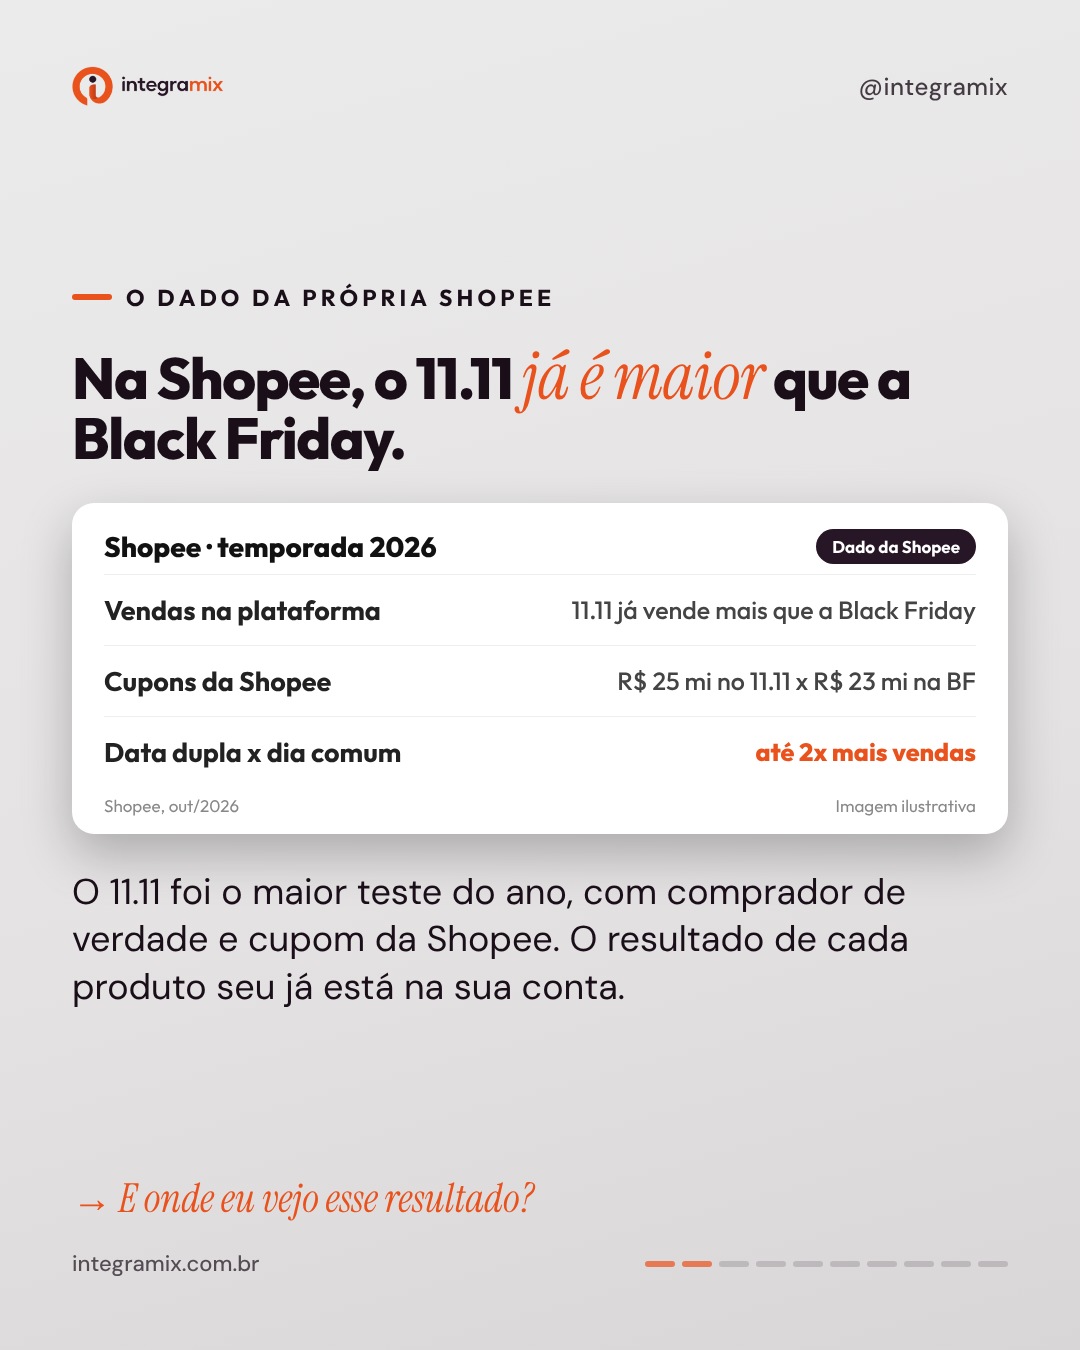 integramix
@integramix
O DADO DA PRÓPRIA SHOPEE
Na Shopee, o 11.11 já é maior que a
Black Friday.
Shopee · temporada 2026
Dado da Shopee
Vendas na plataforma
11.11 já vende mais que a Black Friday
Cupons da Shopee
R$ 25 mi no 11.11 x R$ 23 mi na BF
Data dupla x dia comum
até 2x mais vendas
Shopee, out/2026
Imagem ilustrativa
O 11.11 foi o maior teste do ano, com comprador de
verdade e cupom da Shopee. O resultado de cada
produto seu já está na sua conta.
→ E onde eu vejo esse resultado?
integramix.com.br